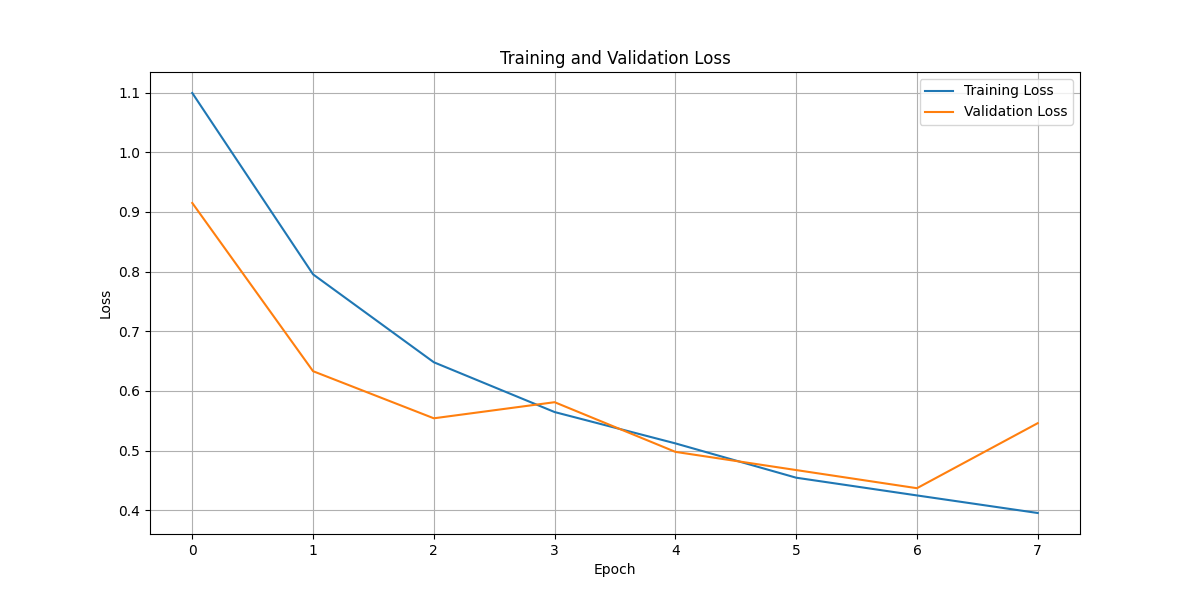 Training and Validation Loss
Training Loss
Validation Loss
1.1
1.0
0.9
0.8
0.7
0.6
0.5
0.4
Loss
0 1 2 3 4 5 6 7
Epoch